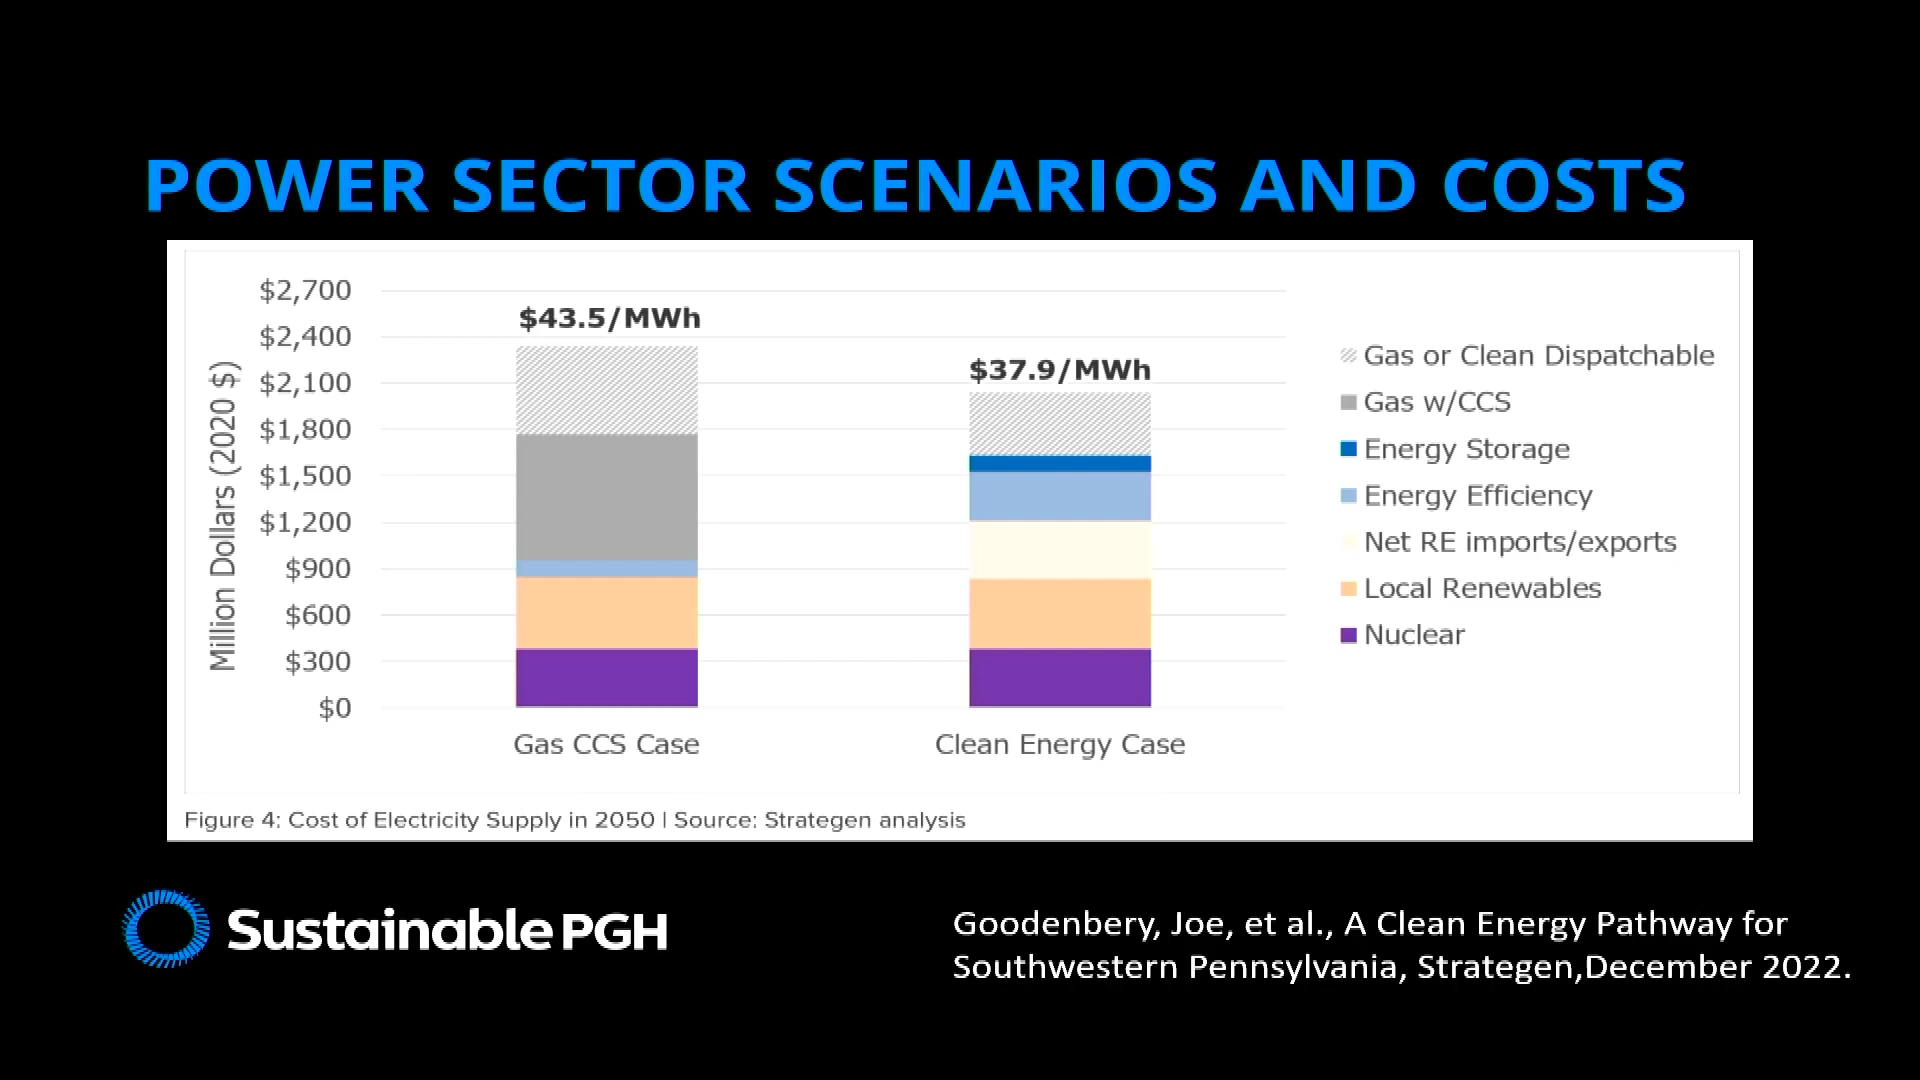 POWER SECTOR SCENARIOS AND COSTS
$2,700
$2,400
$2,100
$1,800
$1,500
$1,200
$900
$600
$300
$0
Million Dollars (2020 $)
$43.5/MWh
$37.9/MWh
Gas CCS Case
Clean Energy Case
Gas or Clean Dispatchable
Gas w/CCS
Energy Storage
Energy Efficiency
Net RE imports/exports
Local Renewables
Nuclear
Figure 4: Cost of Electricity Supply in 2050 | Source: Strategen analysis
SustainablePGH
Goodenbery, Joe, et al., A Clean Energy Pathway for
Southwestern Pennsylvania, Strategen,December 2022.